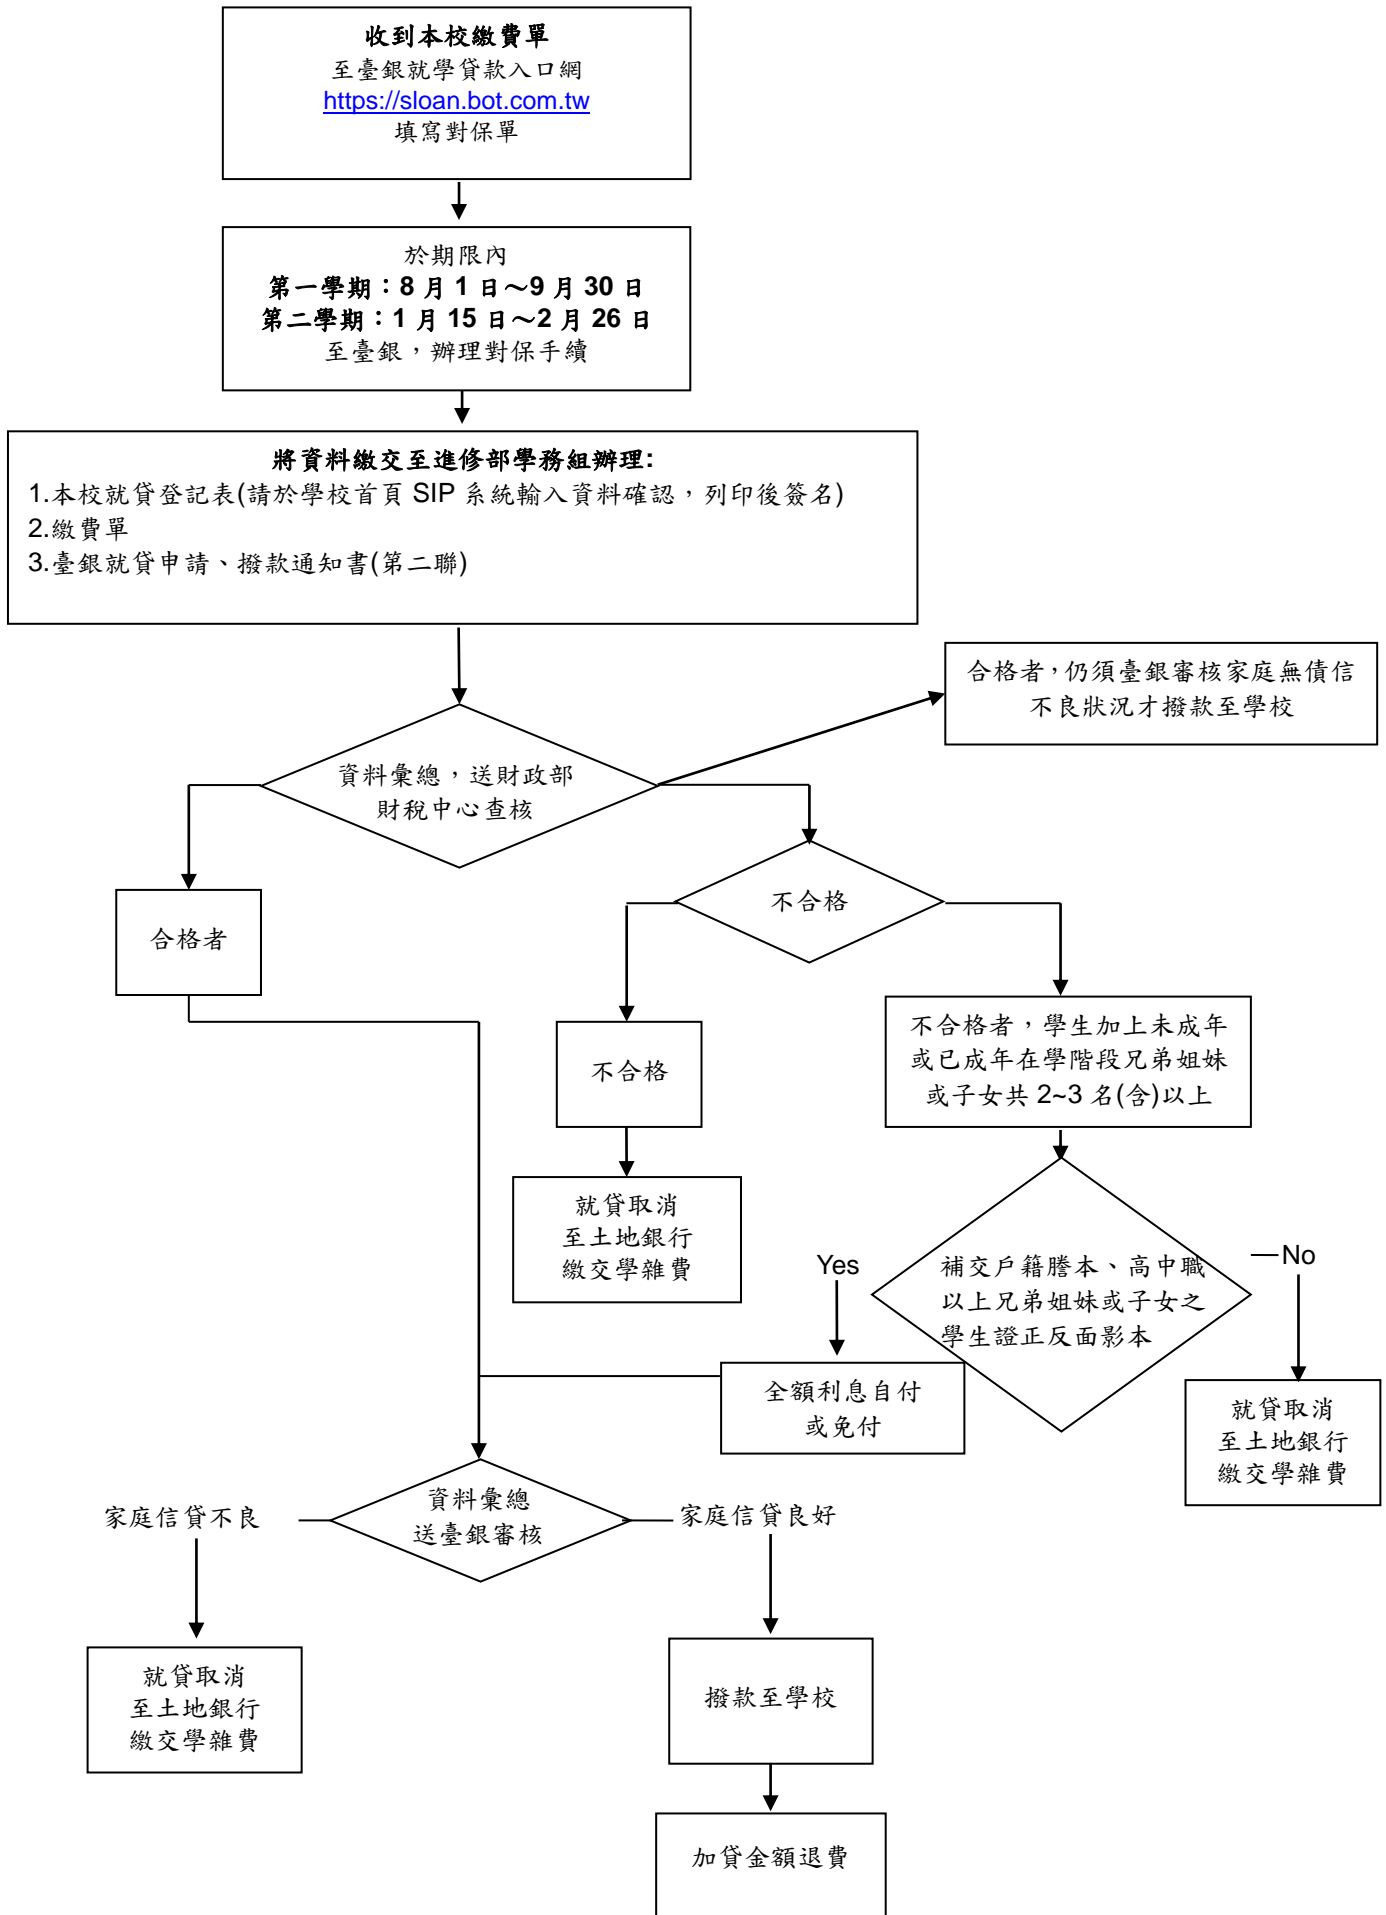 收到本校繳費單
至臺銀就學貸款入口網
https://sloan.bot.com.tw
填寫對保單
於期限內
第一學期：8 月 1 日～9 月 30 日
第二學期：1 月 15 日～2 月 26 日
至臺銀，辦理對保手續
將資料繳交至進修部學務組辦理:
1.本校就貸登記表(請於學校首頁 SIP 系統輸入資料確認，列印後簽名)
2.繳費單
3.臺銀就貸申請、撥款通知書(第二聯)
合格者，仍須臺銀審核家庭無債信
不良狀況才撥款至學校
資料彙總，送財政部
財稅中心查核
不合格
合格者
不合格
不合格者，學生加上未成年
或已成年在學階段兄弟姐妹
或子女共 2~3 名(含)以上
就貸取消
至土地銀行
繳交學雜費
Yes
補交戶籍謄本、高中職
以上兄弟姐妹或子女之
學生證正反面影本
No
全額利息自付
或免付
就貸取消
至土地銀行
繳交學雜費
家庭信貸不良
資料彙總
送臺銀審核
家庭信貸良好
就貸取消
至土地銀行
繳交學雜費
撥款至學校
加貸金額退費